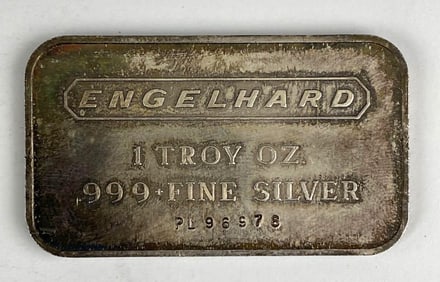 ENGELHARD
1 TROY OZ.
.999+FINE SILVER
PL96978